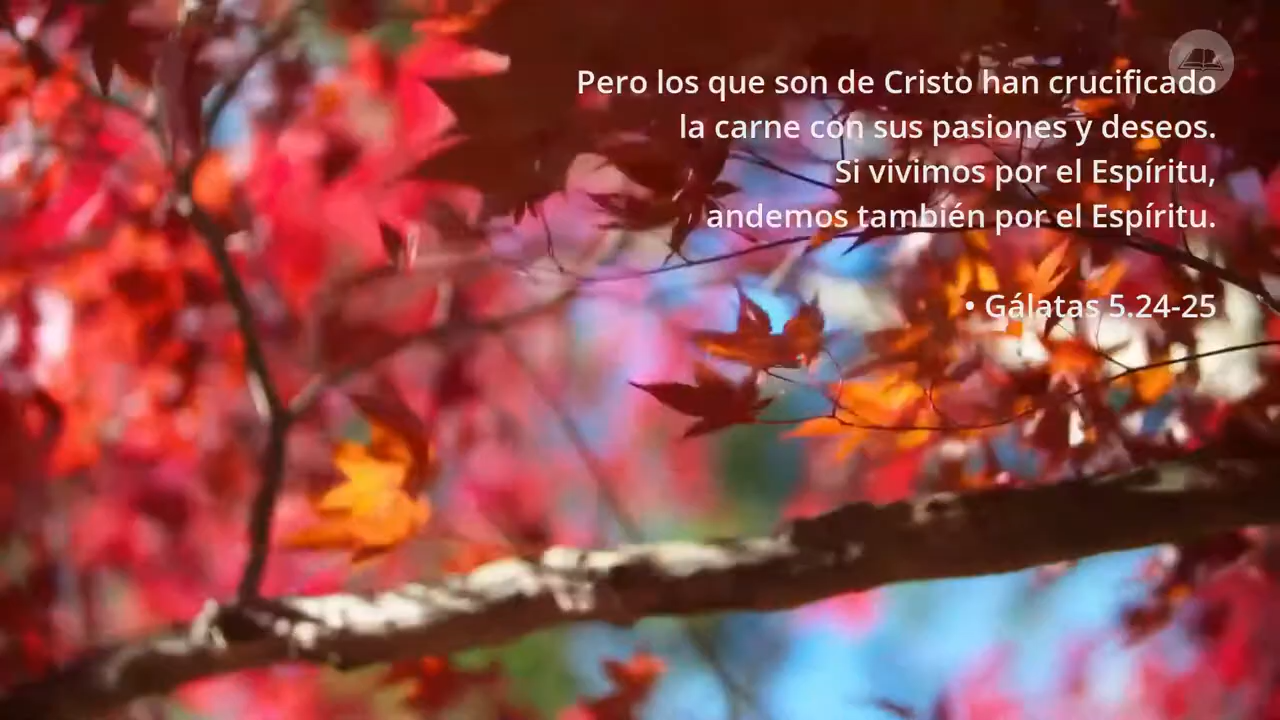 Pero los que son de Cristo han crucificado
la carne con sus pasiones y deseos.
Si vivimos por el Espíritu,
andemos también por el Espíritu.
• Gálatas 5.24-25